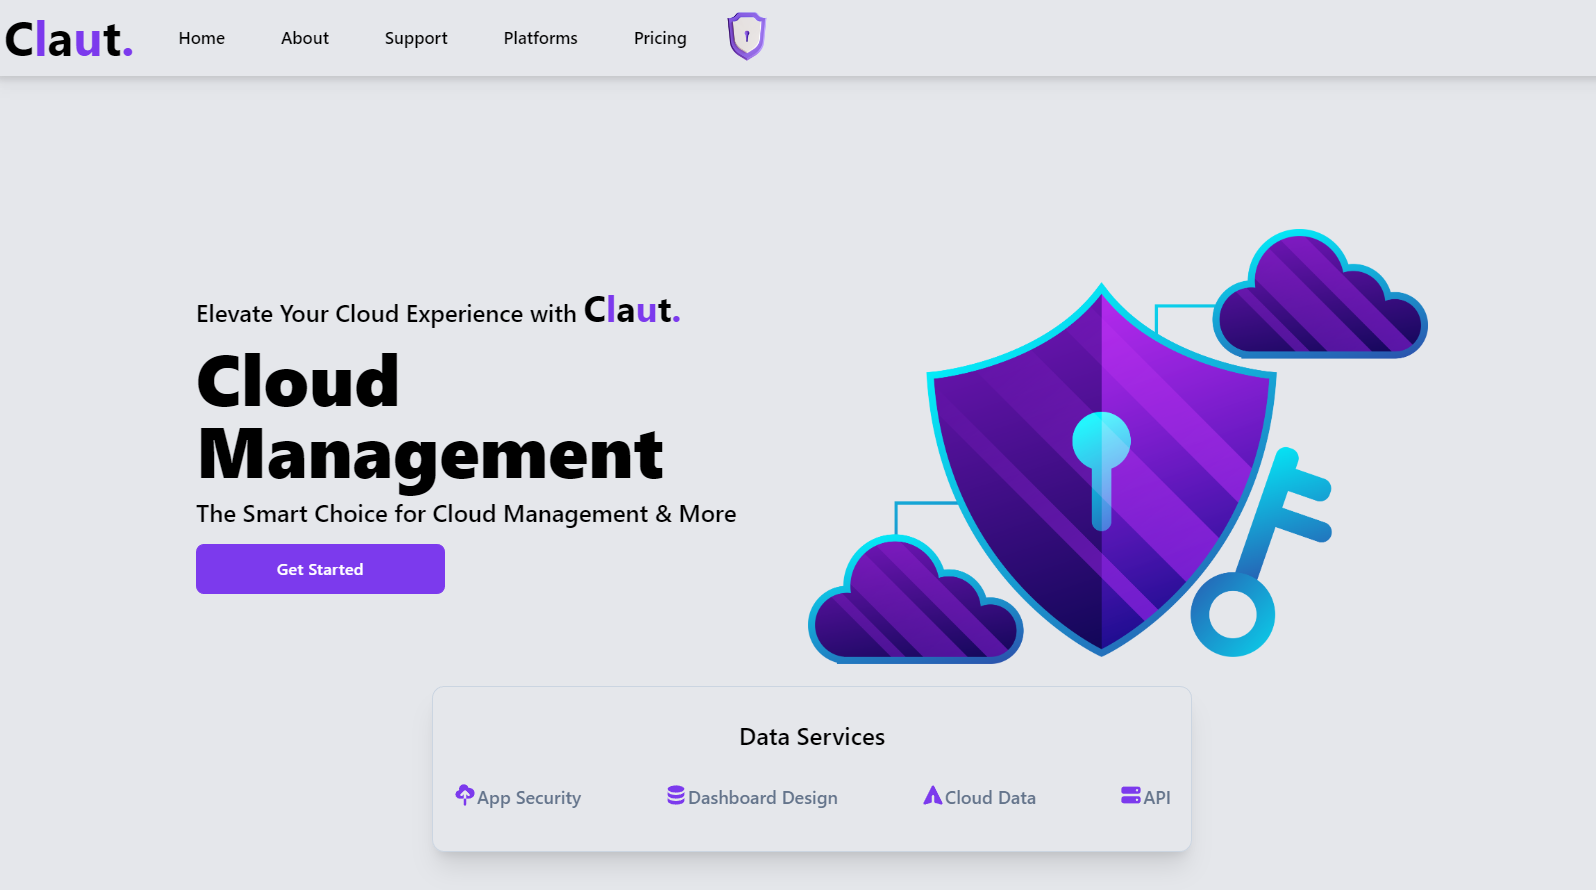 Claut. Home About Support Platforms Pricing
Elevate Your Cloud Experience with Claut.
Cloud
Management
The Smart Choice for Cloud Management & More
Get Started
Data Services
App Security Dashboard Design Cloud Data API